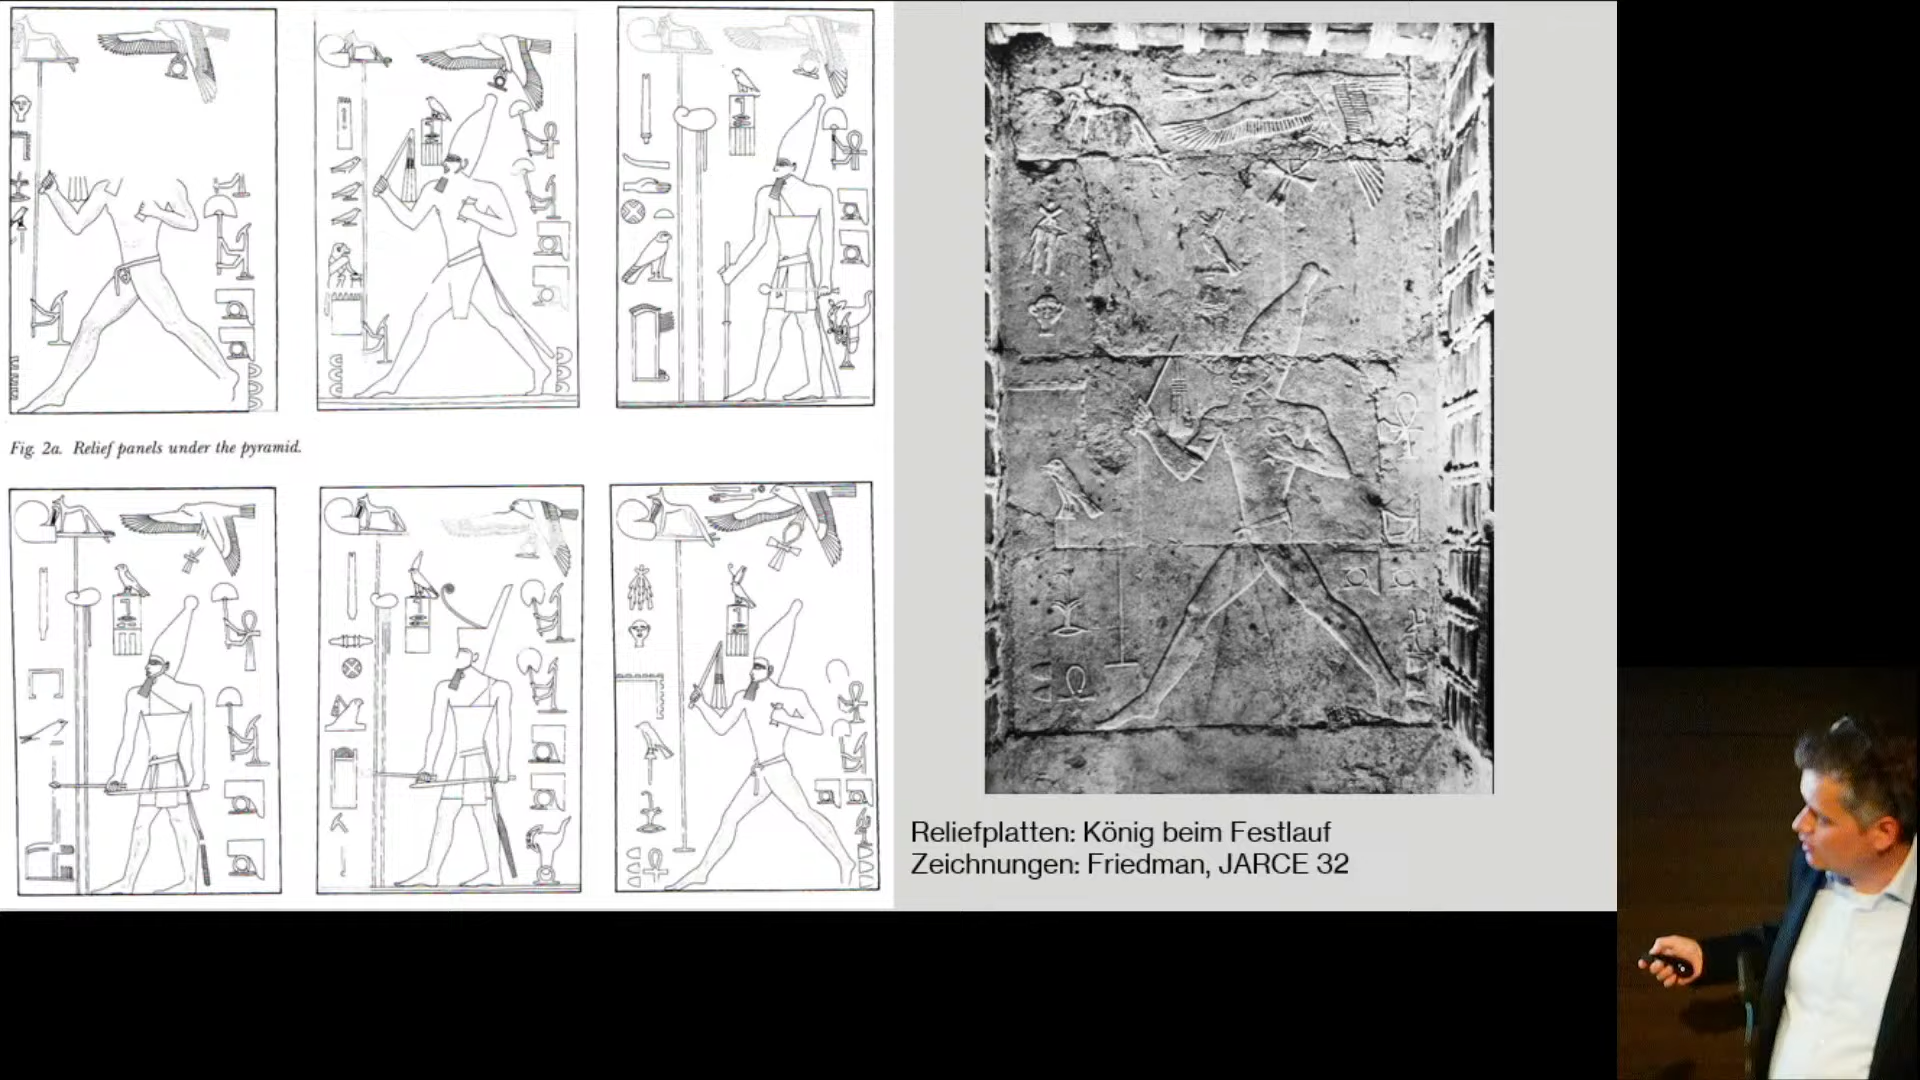 Fig. 2a. Relief panels under the pyramid.
Reliefplatten: König beim Festlauf
Zeichnungen: Friedman, JARCE 32